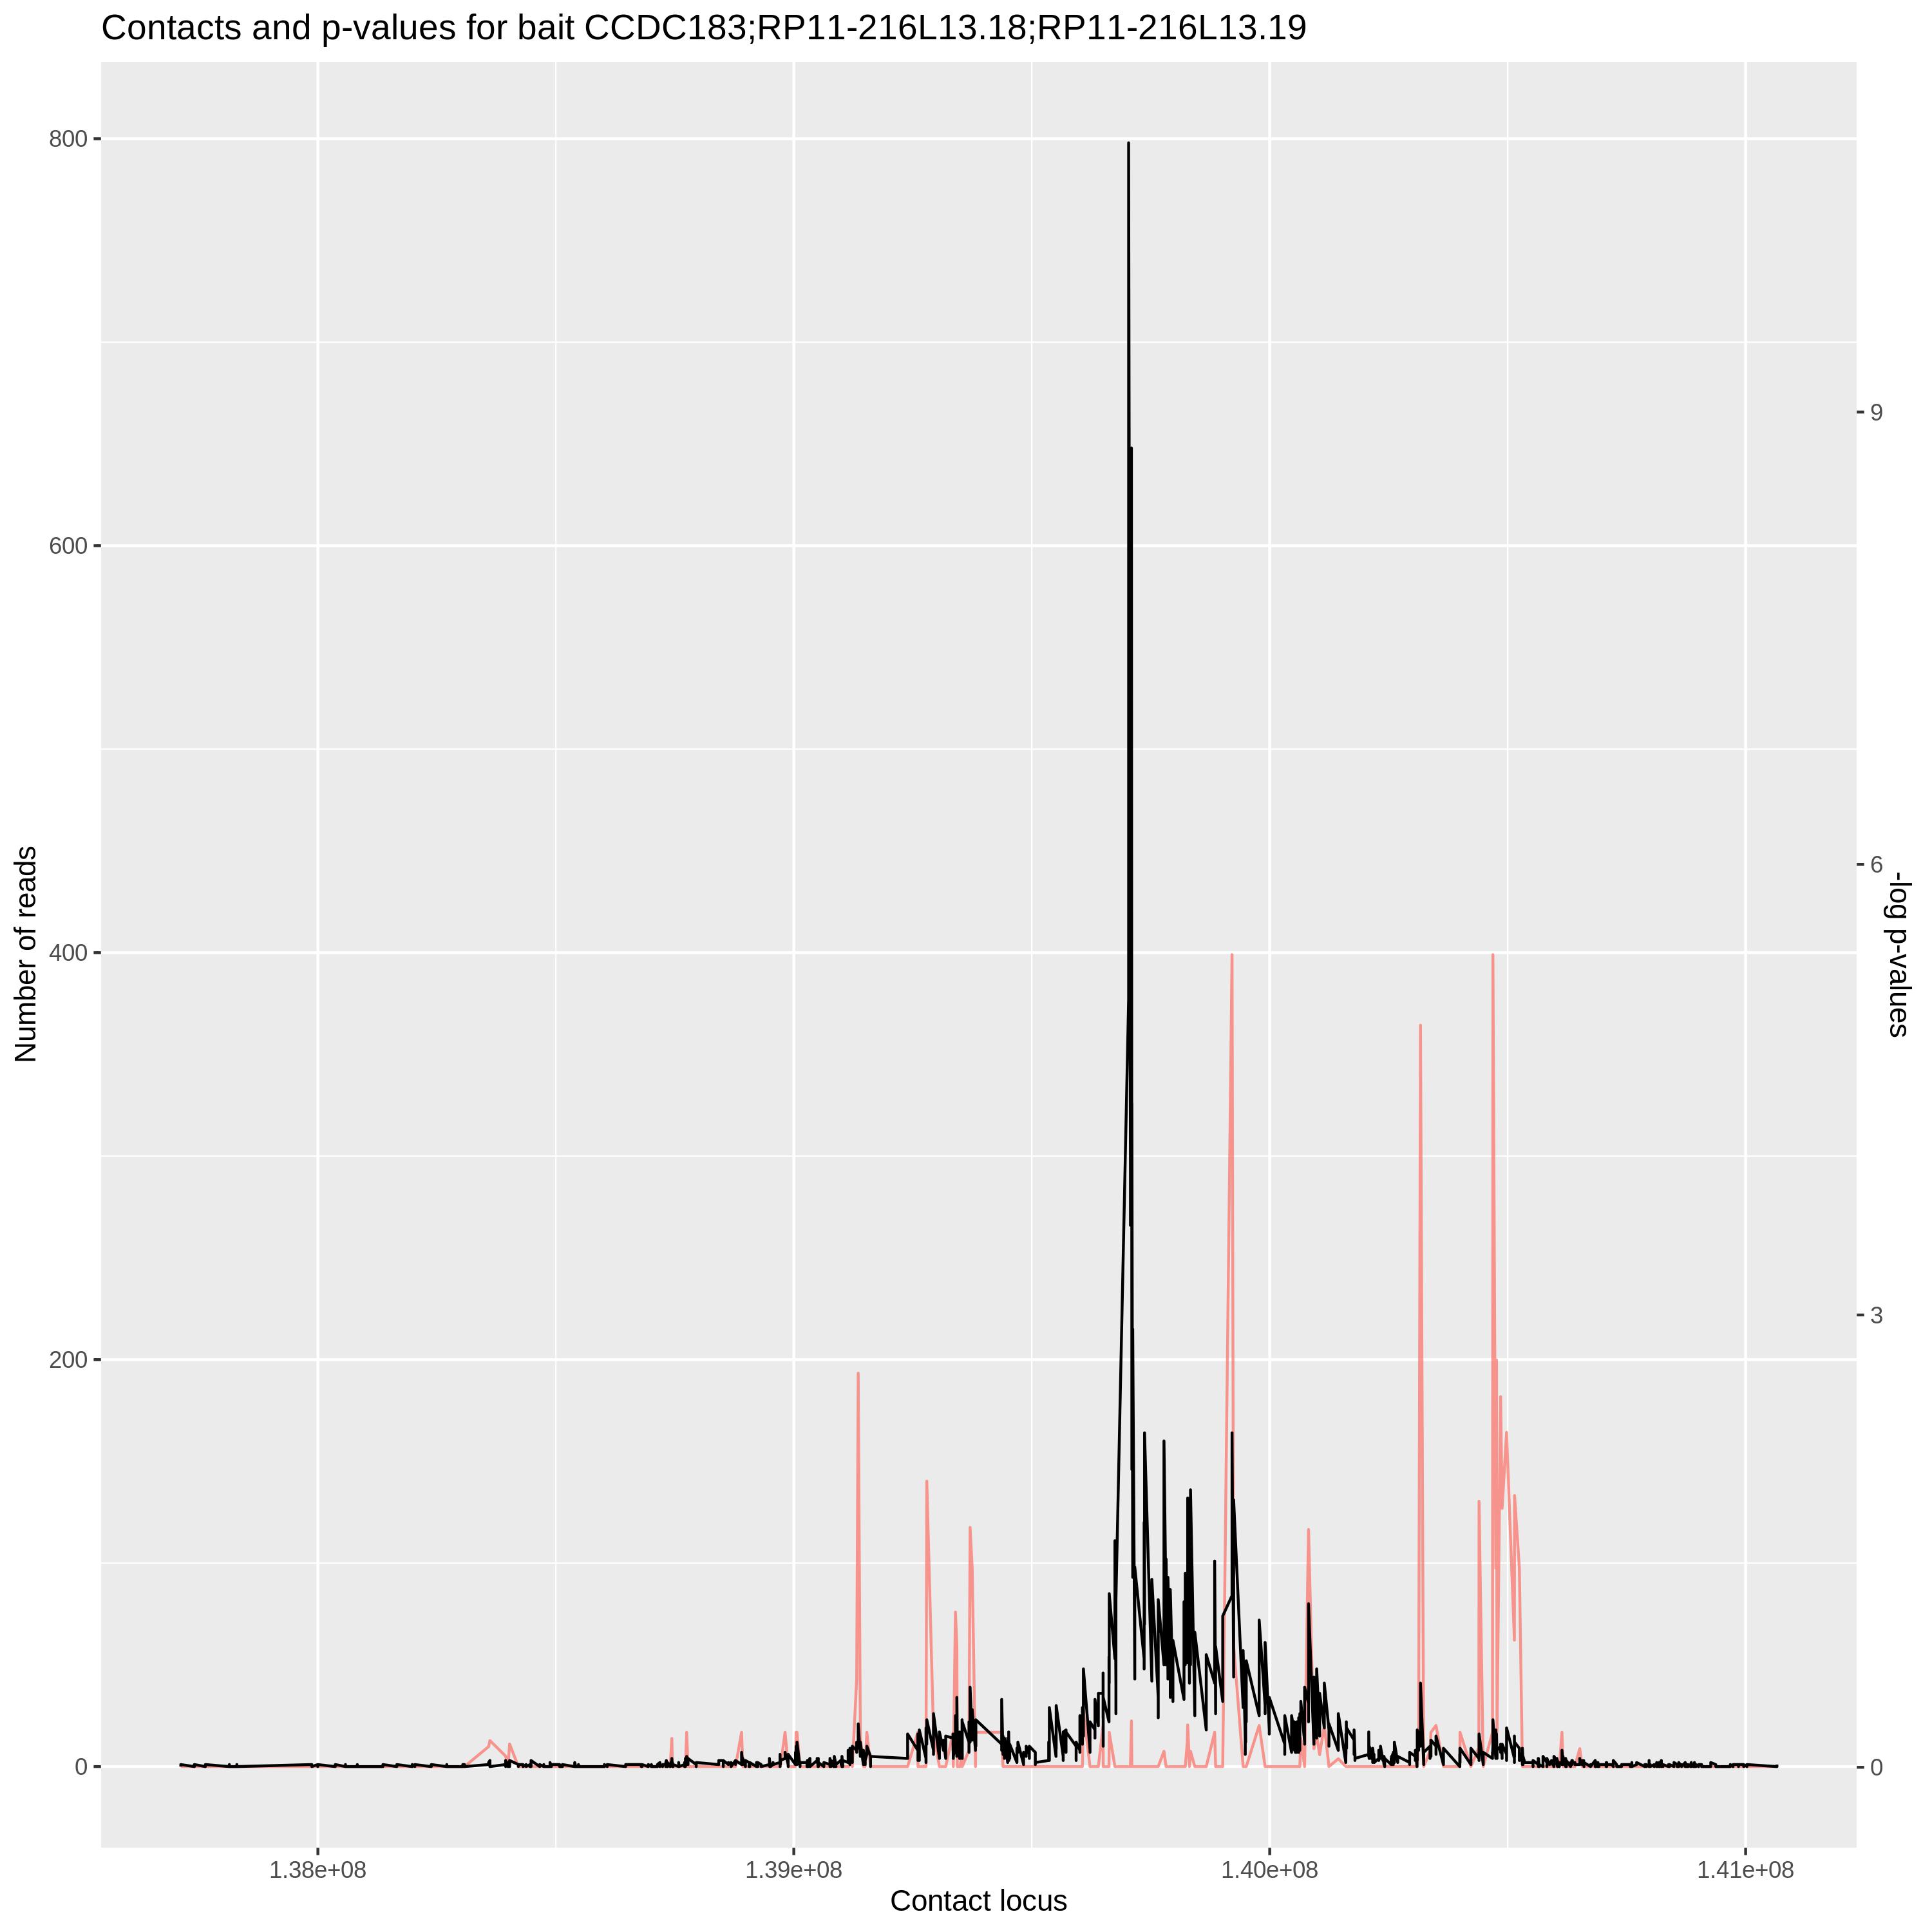 Contacts and p-values for bait CCDC183;RP11-216L13.18;RP11-216L13.19
800
600
400
200
0
Number of reads
9
6
3
0
-log p-values
1.38e+08
1.39e+08
1.40e+08
1.41e+08
Contact locus